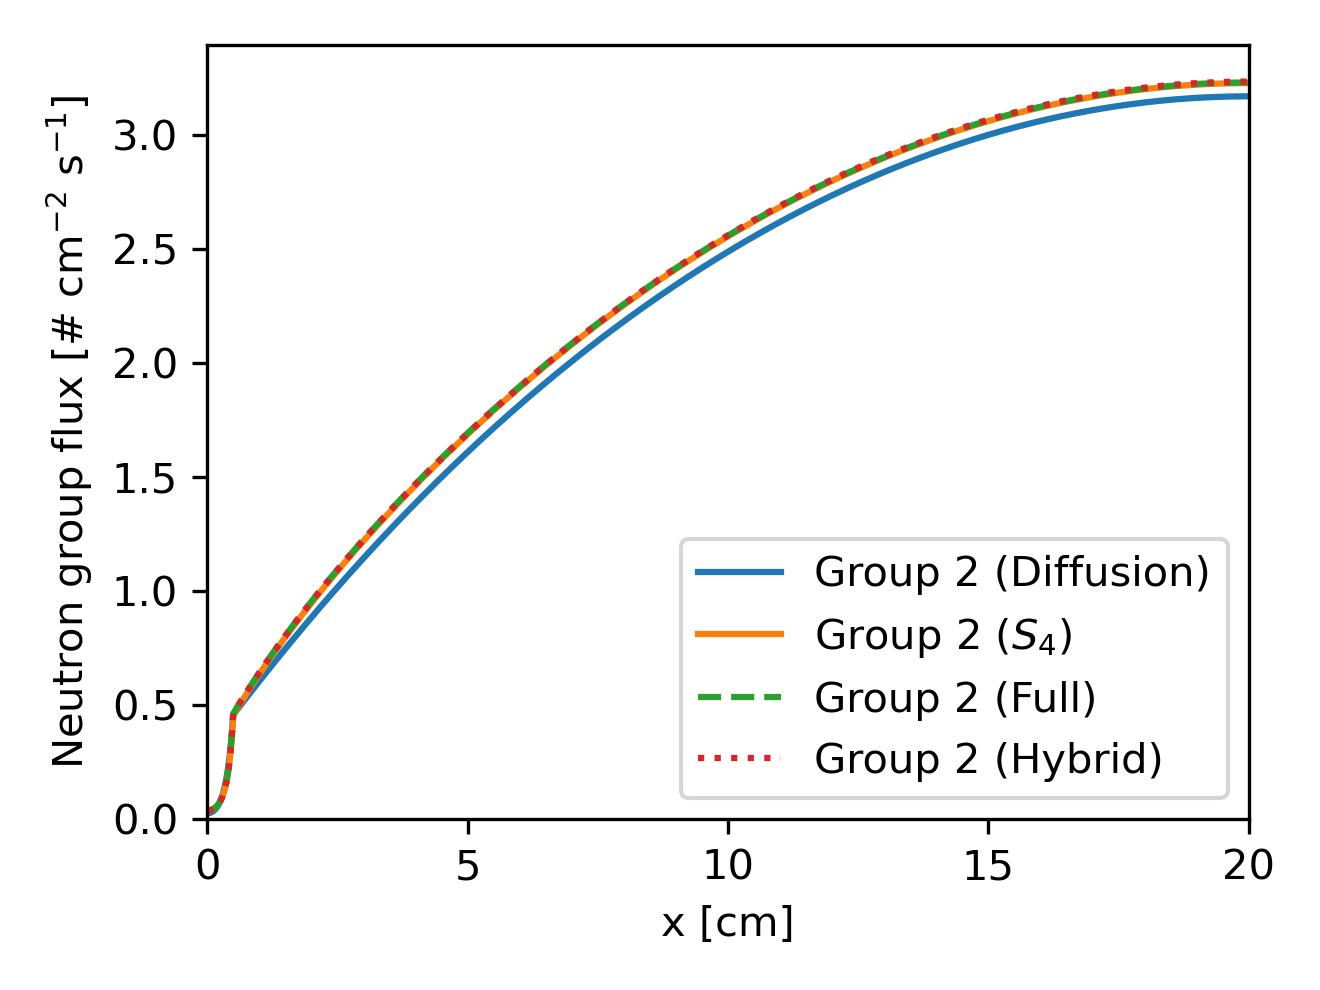 Neutron group flux [# cm⁻² s⁻¹]
3.0
2.5
2.0
1.5
1.0
0.5
0.0
Group 2 (Diffusion)
Group 2 (S₄)
Group 2 (Full)
Group 2 (Hybrid)
0 5 10 15 20
x [cm]